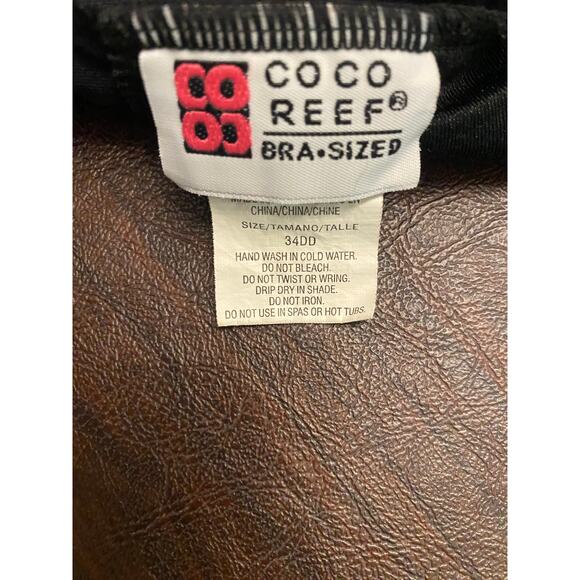 COCO
REEF®
BRA•SIZED
CHINA/CHINA/CHINE
SIZE/TAMANO/TALLE
34DD
HAND WASH IN COLD WATER.
DO NOT BLEACH.
DO NOT TWIST OR WRING.
DRIP DRY IN SHADE.
DO NOT IRON.
DO NOT USE IN SPAS OR HOT TUBS.